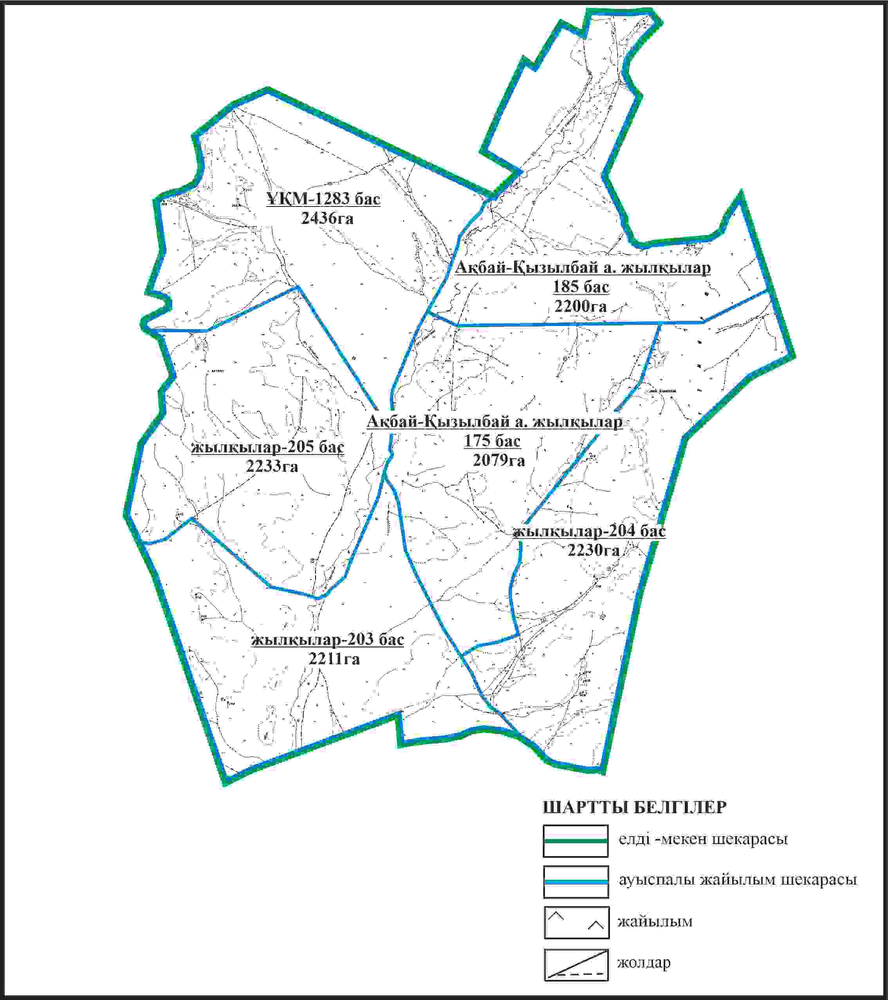 ҰҚМ-1283 бас
2436га
Ақбай-Қызылбай а. жылқылар
185 бас
2200га
Ақбай-Қызылбай а. жылқылар
175 бас
2079га
жылқылар-205 бас
2233га
жылқылар-204 бас
2230га
жылқылар-203 бас
2211га
ШАРТТЫ БЕЛГІЛЕР
елді -мекен шекарасы
ауыспалы жайылым шекарасы
жайылым
жолдар